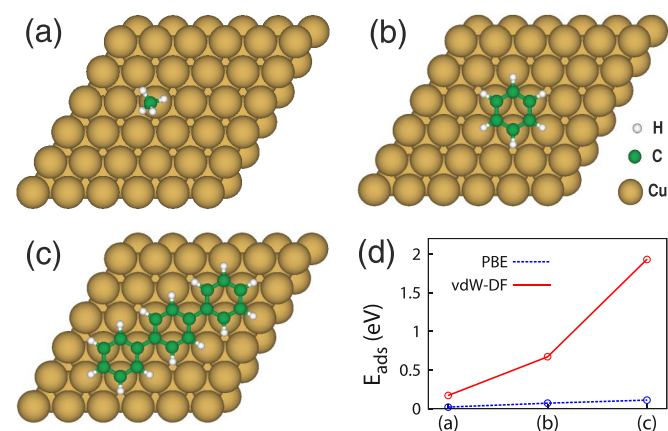 (a)
(b)
H
C
Cu
(c)
(d)
PBE
vdW-DF
E_ads (eV)
2
1.5
1
0.5
0
(a)
(b)
(c)